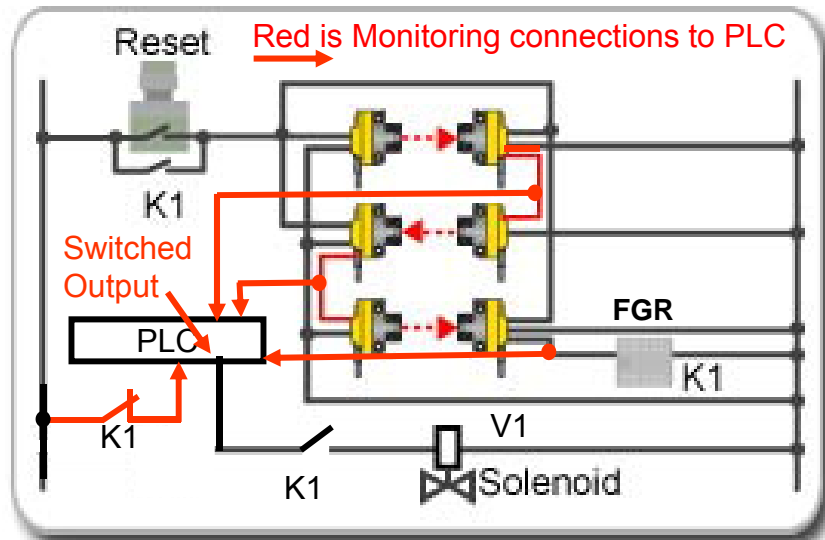 Reset
Red is Monitoring connections to PLC
K1
Switched
Output
PLC
FGR
K1
K1
K1
V1
Solenoid